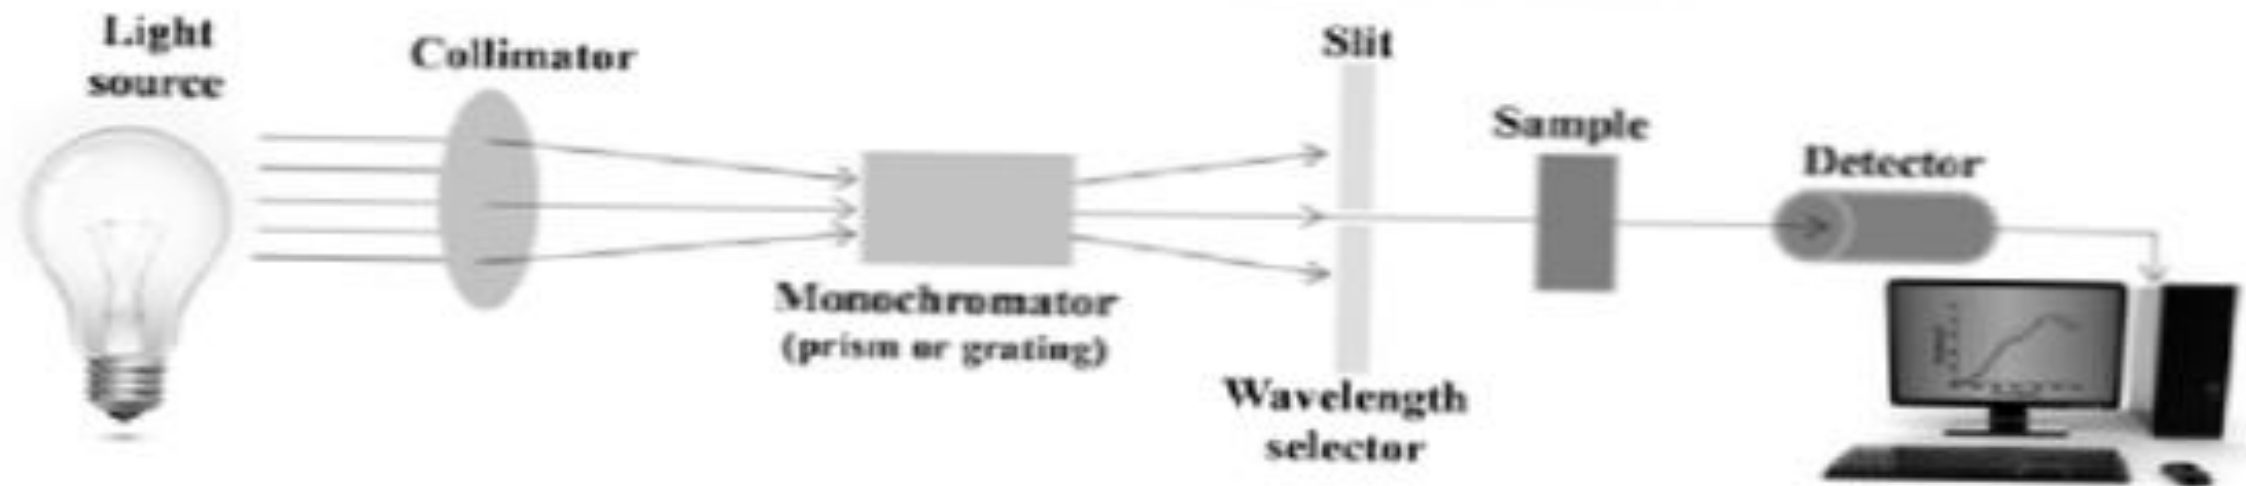 Light
source
Collimator
Monochromator
(prism or grating)
Slit
Wavelength
selector
Sample
Detector